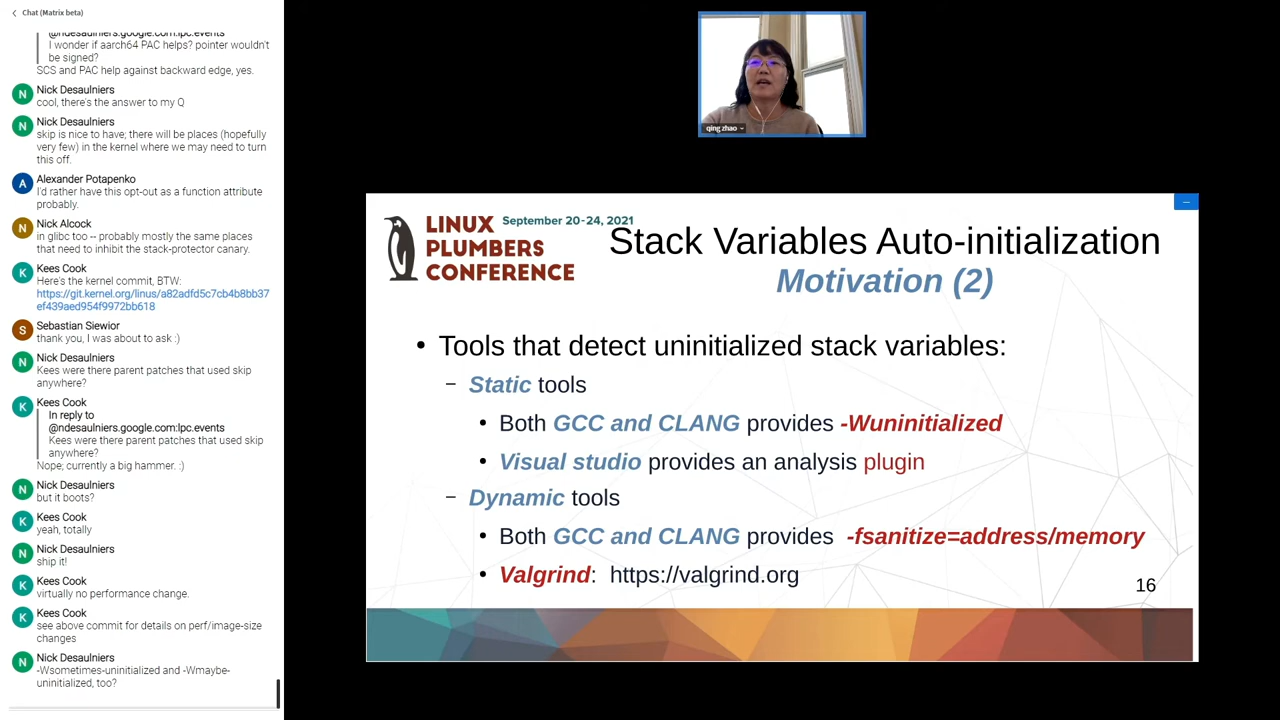 Chat (Matrix beta)
@ndesaulniers.google.com:lpc.events
I wonder if aarch64 PAC helps? pointer wouldn't
be signed?
SCS and PAC help against backward edge, yes.
N
Nick Desaulniers
cool, there's the answer to my Q
N
Nick Desaulniers
skip is nice to have; there will be places (hopefully
very few) in the kernel where we may need to turn
this off.
A
Alexander Potapenko
I'd rather have this opt-out as a function attribute
probably.
N
Nick Alcock
in glibc too -- probably mostly the same places
that need to inhibit the stack-protector canary.
K
Kees Cook
Here's the kernel commit, BTW:
https://git.kernel.org/linus/a82adfd5c7cb4b8bb37
ef439aed954f9972bb618
S
Sebastian Siewior
thank you, I was about to ask :)
N
Nick Desaulniers
Kees were there parent patches that used skip
anywhere?
K
Kees Cook
In reply to
@ndesaulniers.google.com:lpc.events
Kees were there parent patches that used skip
anywhere?
Nope; currently a big hammer. :)
N
Nick Desaulniers
but it boots?
K
Kees Cook
yeah, totally
N
Nick Desaulniers
ship it!
K
Kees Cook
virtually no performance change.
K
Kees Cook
see above commit for details on perf/image-size
changes
N
Nick Desaulniers
-Wsometimes-uninitialized and -Wmaybe-
uninitialized, too?
qing zhao
LINUX
PLUMBERS
CONFERENCE
September 20-24, 2021
Stack Variables Auto-initialization
Motivation (2)
• Tools that detect uninitialized stack variables:
– Static tools
• Both GCC and CLANG provides -Wuninitialized
• Visual studio provides an analysis plugin
– Dynamic tools
• Both GCC and CLANG provides -fsanitize=address/memory
• Valgrind: https://valgrind.org
16